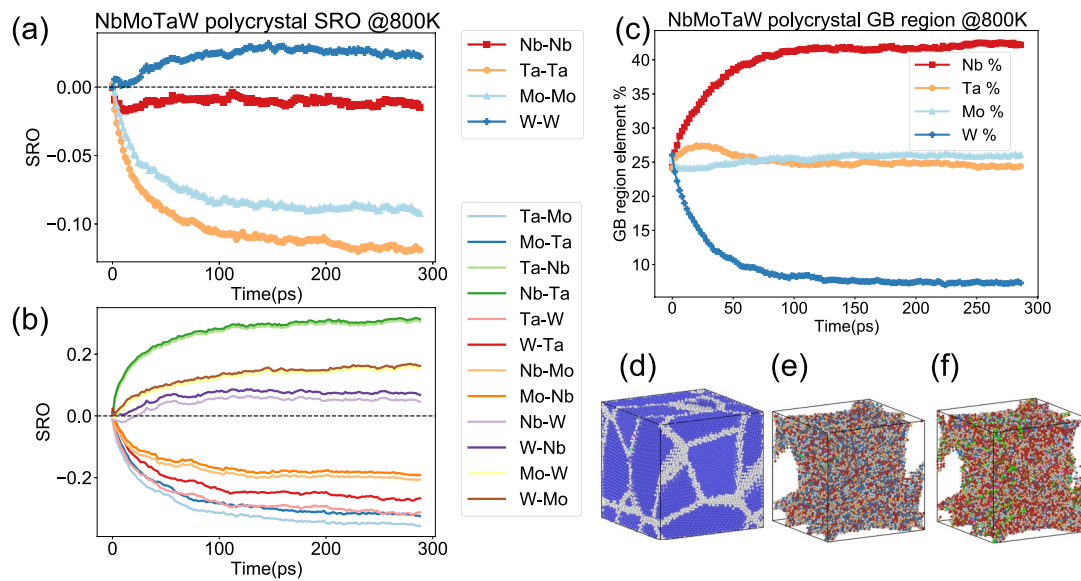 (a)
NbMoTaW polycrystal SRO @800K
0.00
−0.05
−0.10
SRO
0
100
200
300
Time(ps)
Nb-Nb
Ta-Ta
Mo-Mo
W-W
(b)
0.2
0.0
−0.2
SRO
0
100
200
300
Time(ps)
Ta-Mo
Mo-Ta
Ta-Nb
Nb-Ta
Ta-W
W-Ta
Nb-Mo
Mo-Nb
Nb-W
W-Nb
Mo-W
W-Mo
(c)
NbMoTaW polycrystal GB region @800K
40
35
30
25
20
15
10
GB region element %
0
50
100
150
200
250
300
Time(ps)
Nb %
Ta %
Mo %
W %
(d)
(e)
(f)